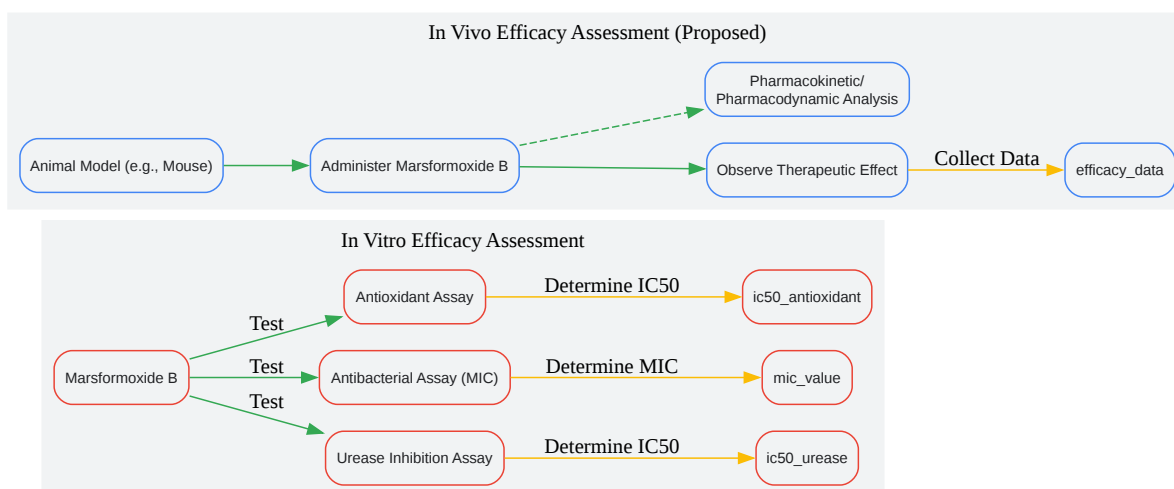 In Vivo Efficacy Assessment (Proposed)
Pharmacokinetic/
Pharmacodynamic Analysis
Animal Model (e.g., Mouse)
Administer Marsformoxide B
Observe Therapeutic Effect
Collect Data
efficacy_data
In Vitro Efficacy Assessment
Antioxidant Assay
Determine IC50
ic50_antioxidant
Test
Marsformoxide B
Test
Antibacterial Assay (MIC)
Determine MIC
mic_value
Test
Urease Inhibition Assay
Determine IC50
ic50_urease